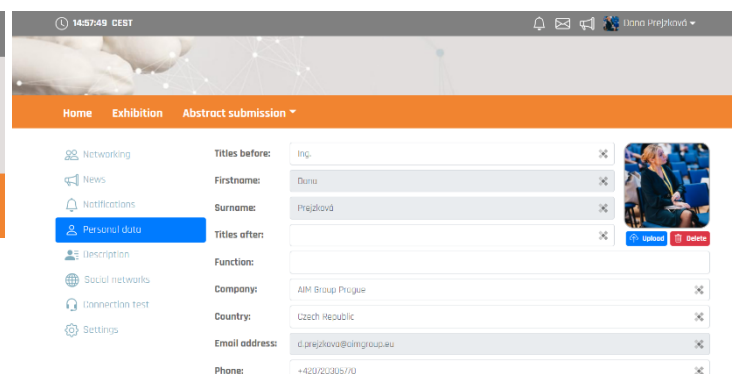 14:57:49 CEST
Dana Prejzková
Home Exhibition Abstract submission
Networking
News
Notifications
Personal data
Description
Social networks
Connection test
Settings
Titles before: Ing.
Firstname: Dana
Surname: Prejzková
Titles after:
Upload Delete
Function:
Company: AIM Group Prague
Country: Czech Republic
Email address: d.prejzkova@aimgroup.eu
Phone: +420720305770